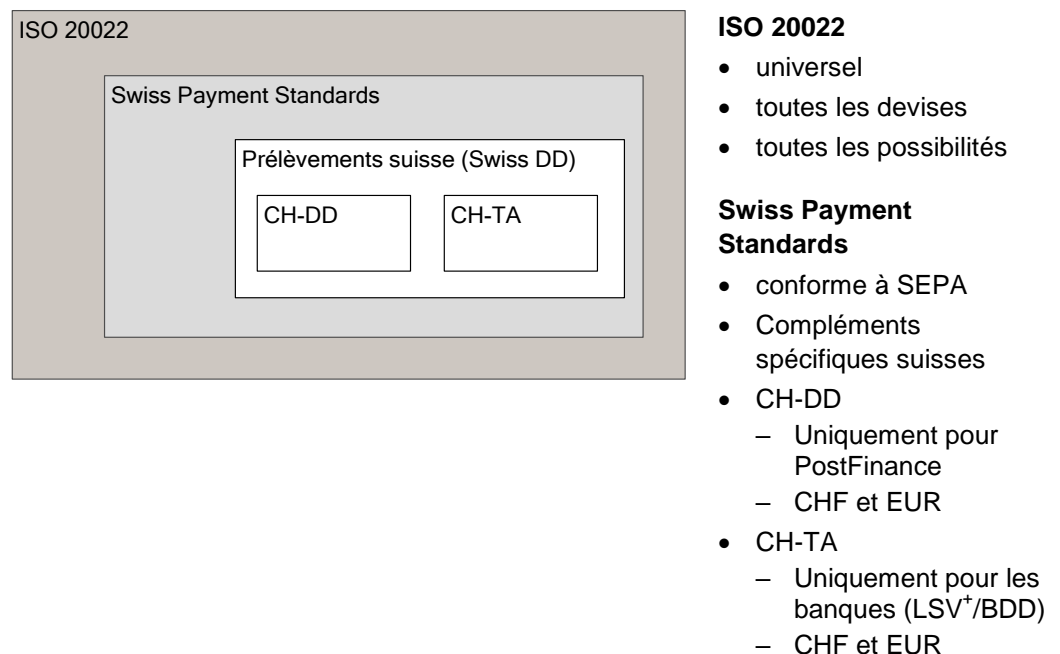 ISO 20022
Swiss Payment Standards
Prélèvements suisse (Swiss DD)
CH-DD
CH-TA
ISO 20022
• universel
• toutes les devises
• toutes les possibilités
Swiss Payment
Standards
• conforme à SEPA
• Compléments
spécifiques suisses
• CH-DD
– Uniquement pour
PostFinance
– CHF et EUR
• CH-TA
– Uniquement pour les
banques (LSV+/BDD)
– CHF et EUR